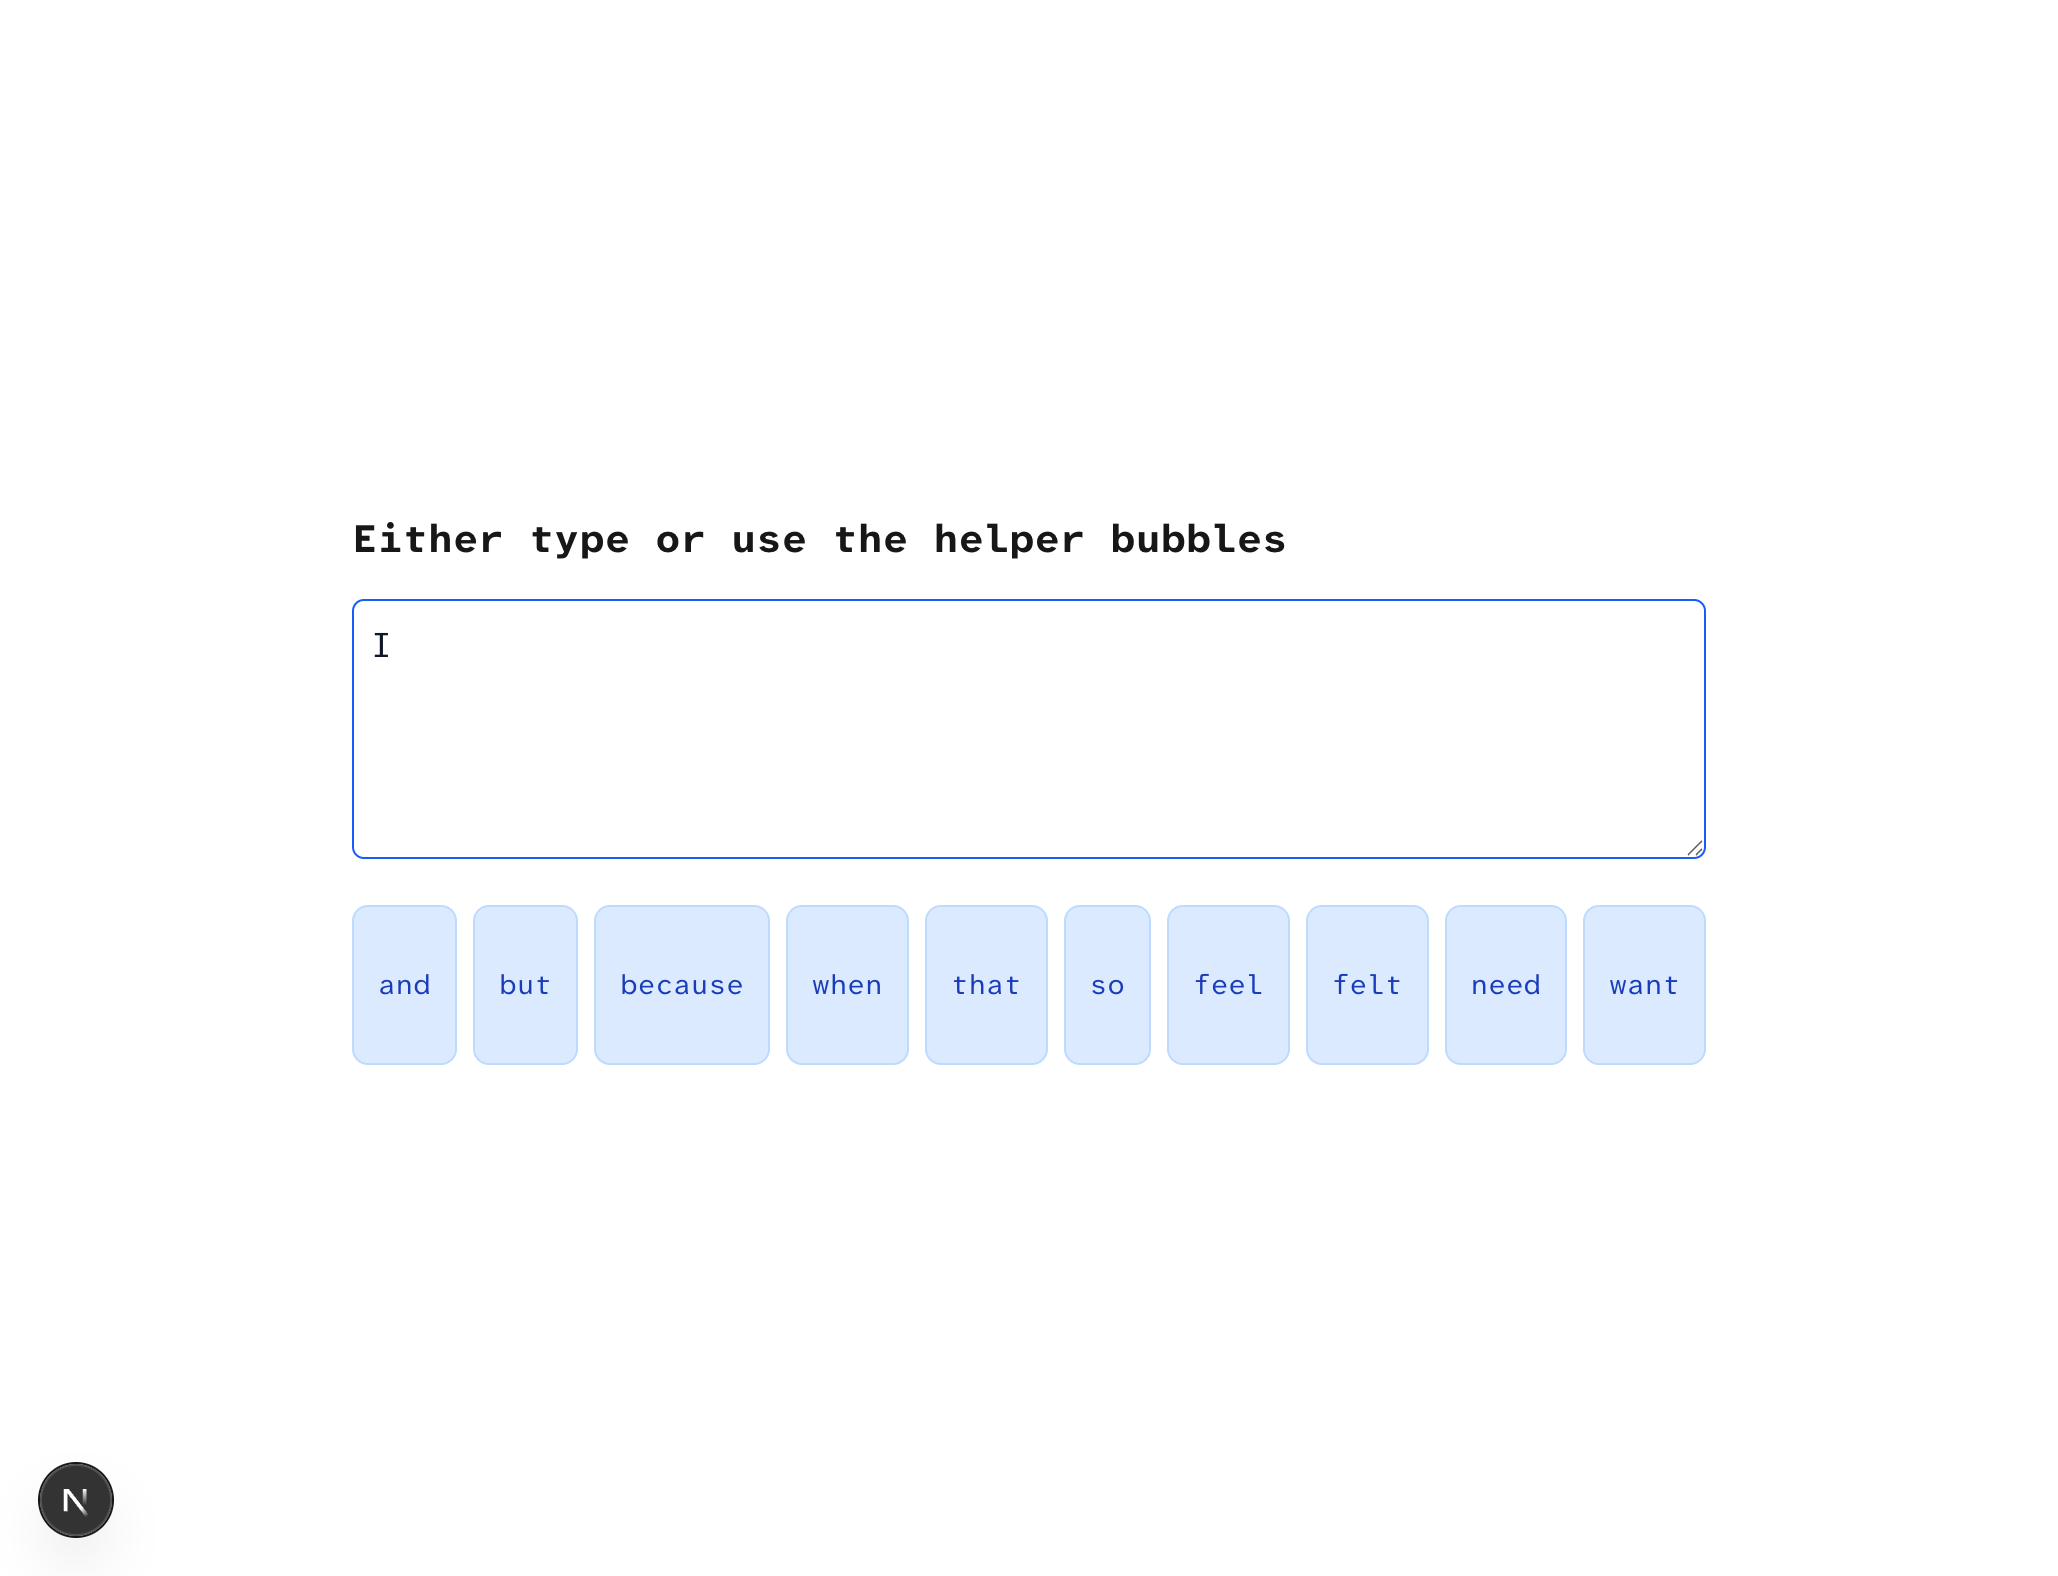 Either type or use the helper bubbles
I
and but because when that so feel felt need want
N